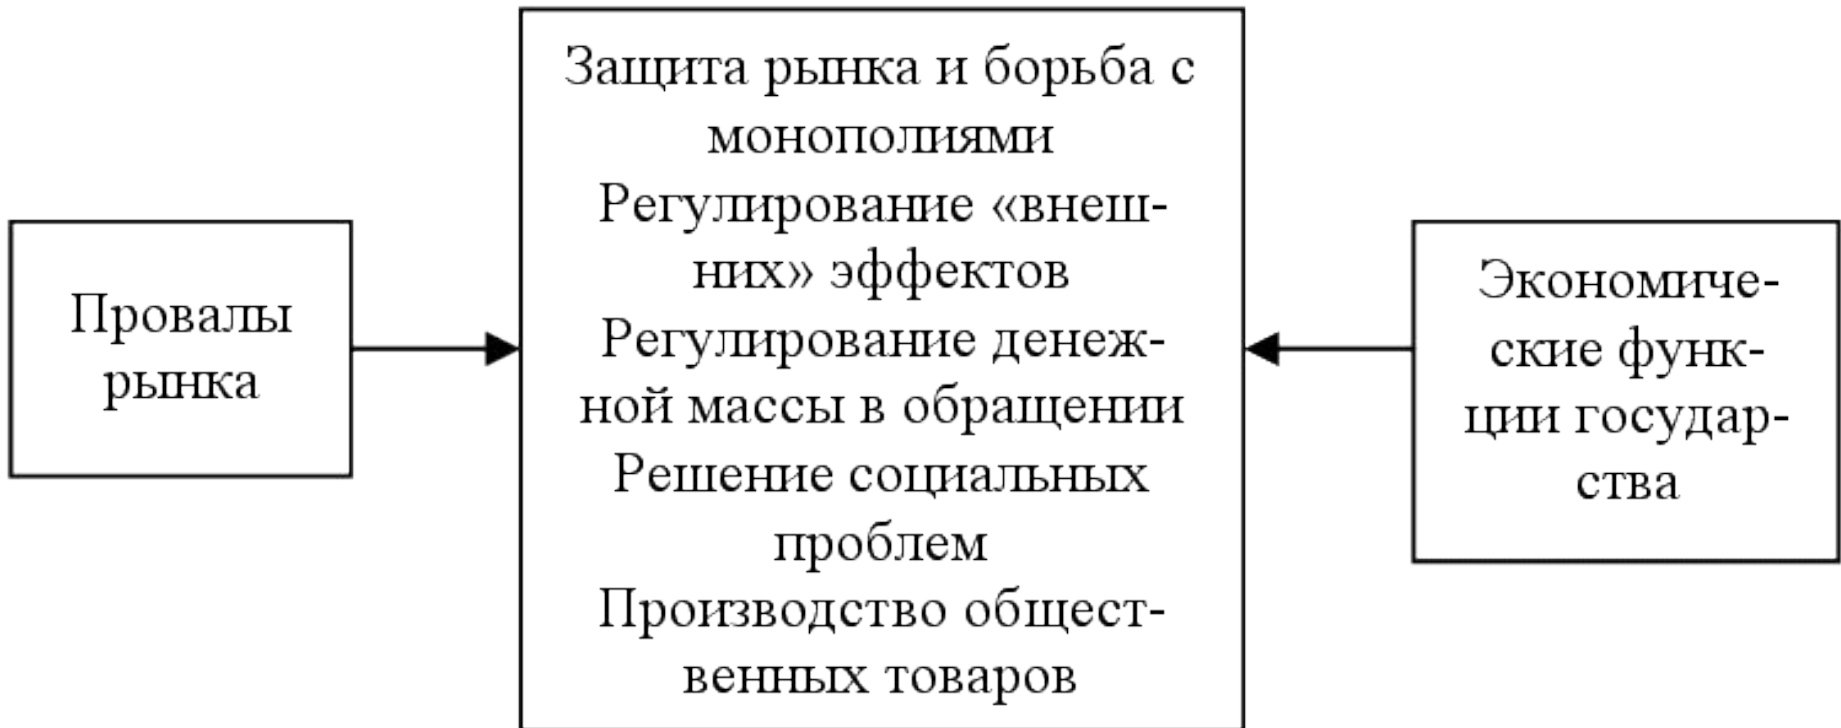 Провалы
рынка
Защита рынка и борьба с
монополиями
Регулирование «внеш-
них» эффектов
Регулирование денеж-
ной массы в обращении
Решение социальных
проблем
Производство общест-
венных товаров
Экономиче-
ские функ-
ции государ-
ства